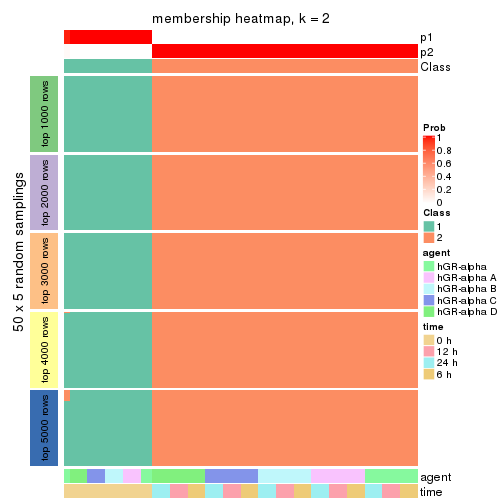 membership heatmap, k = 2
p1
p2
Class
50 x 5 random samplings
top 1000 rows
top 2000 rows
top 3000 rows
top 4000 rows
top 5000 rows
Prob
1
0.8
0.6
0.4
0.2
0
Class
1
2
agent
hGR-alpha
hGR-alpha A
hGR-alpha B
hGR-alpha C
hGR-alpha D
time
0 h
12 h
24 h
6 h
agent
time